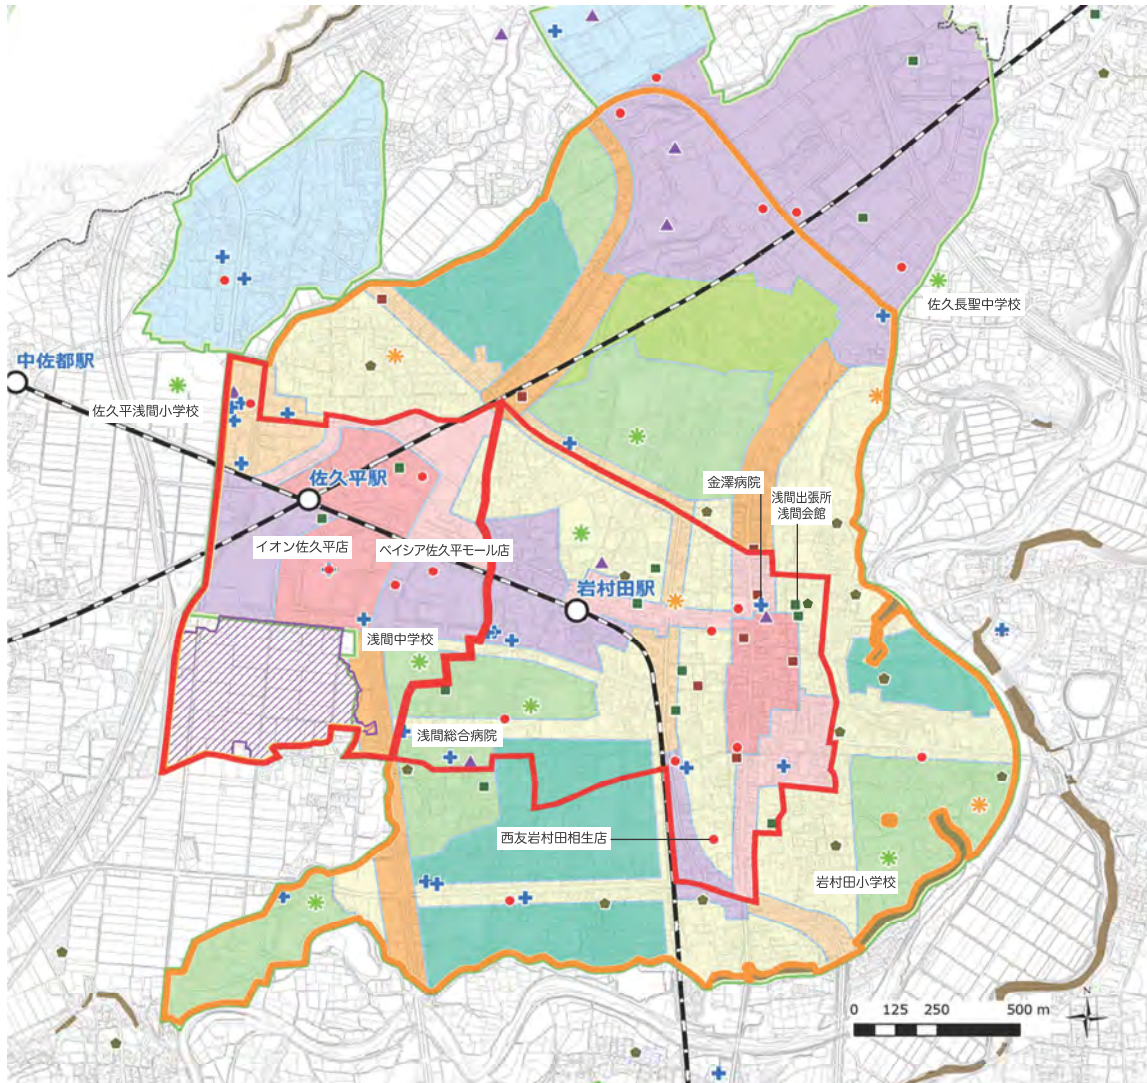 佐久長聖中学校
中佐都駅
佐久平浅間小学校
佐久平駅
金澤病院
浅間出張所
浅間会館
イオン佐久平店
ベイシア佐久平モール店
岩村田駅
浅間中学校
浅間総合病院
西友岩村田相生店
岩村田小学校
N
0 125 250 500 m